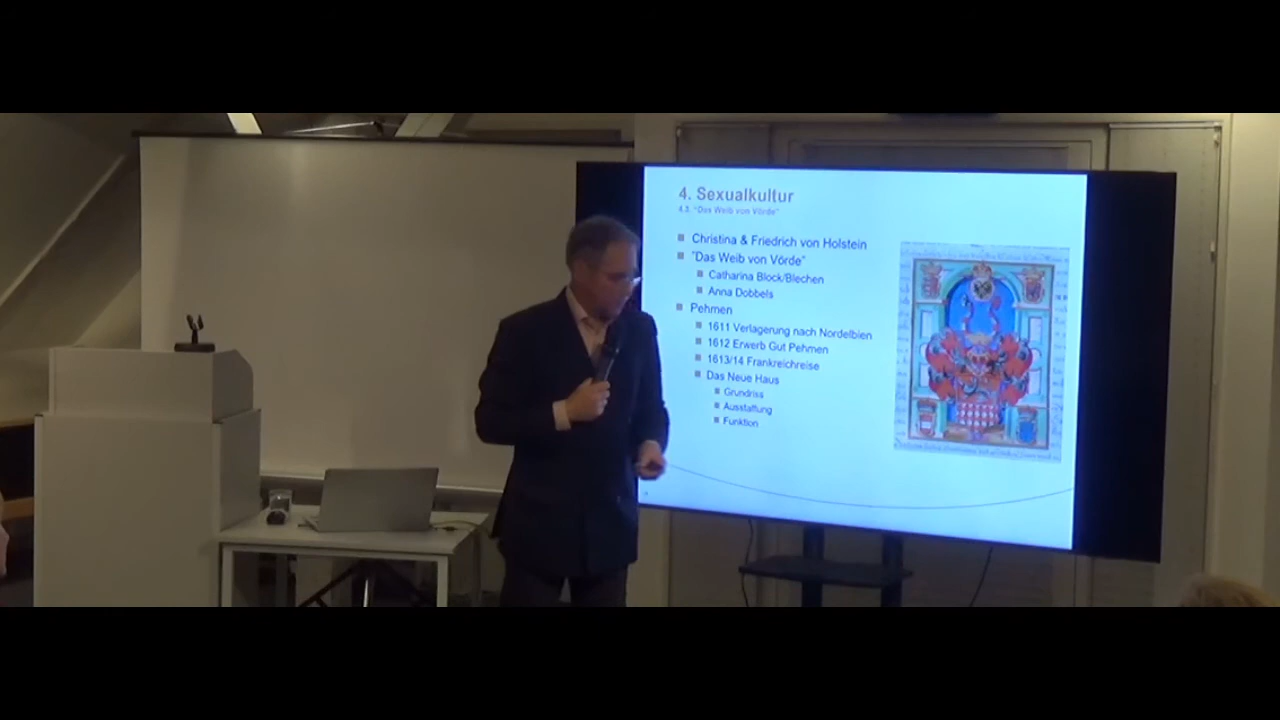 4. Sexualkultur
4.3. "Das Weib von Vörde"
Christina & Friedrich von Holstein
"Das Weib von Vörde"
Catharina Block/Blechen
Anna Dobbels
Pehmen
1611 Verlagerung nach Nordelbien
1612 Erwerb Gut Pehmen
1613/14 Frankreichreise
Das Neue Haus
Grundriss
Ausstattung
Funktion